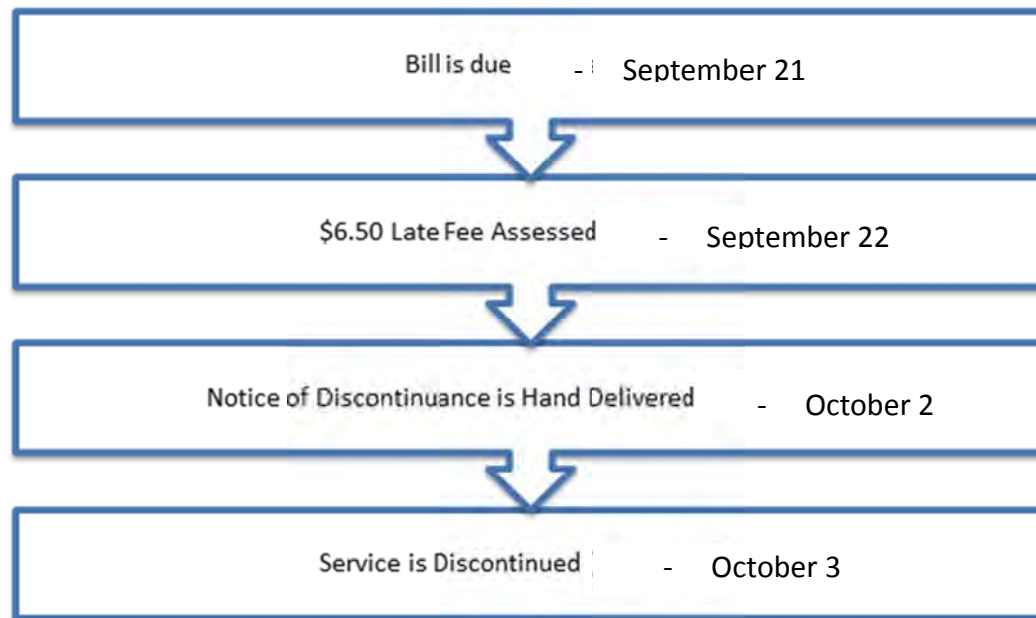 Bill is due - September 21
$6.50 Late Fee Assessed - September 22
Notice of Discontinuance is Hand Delivered - October 2
Service is Discontinued - October 3